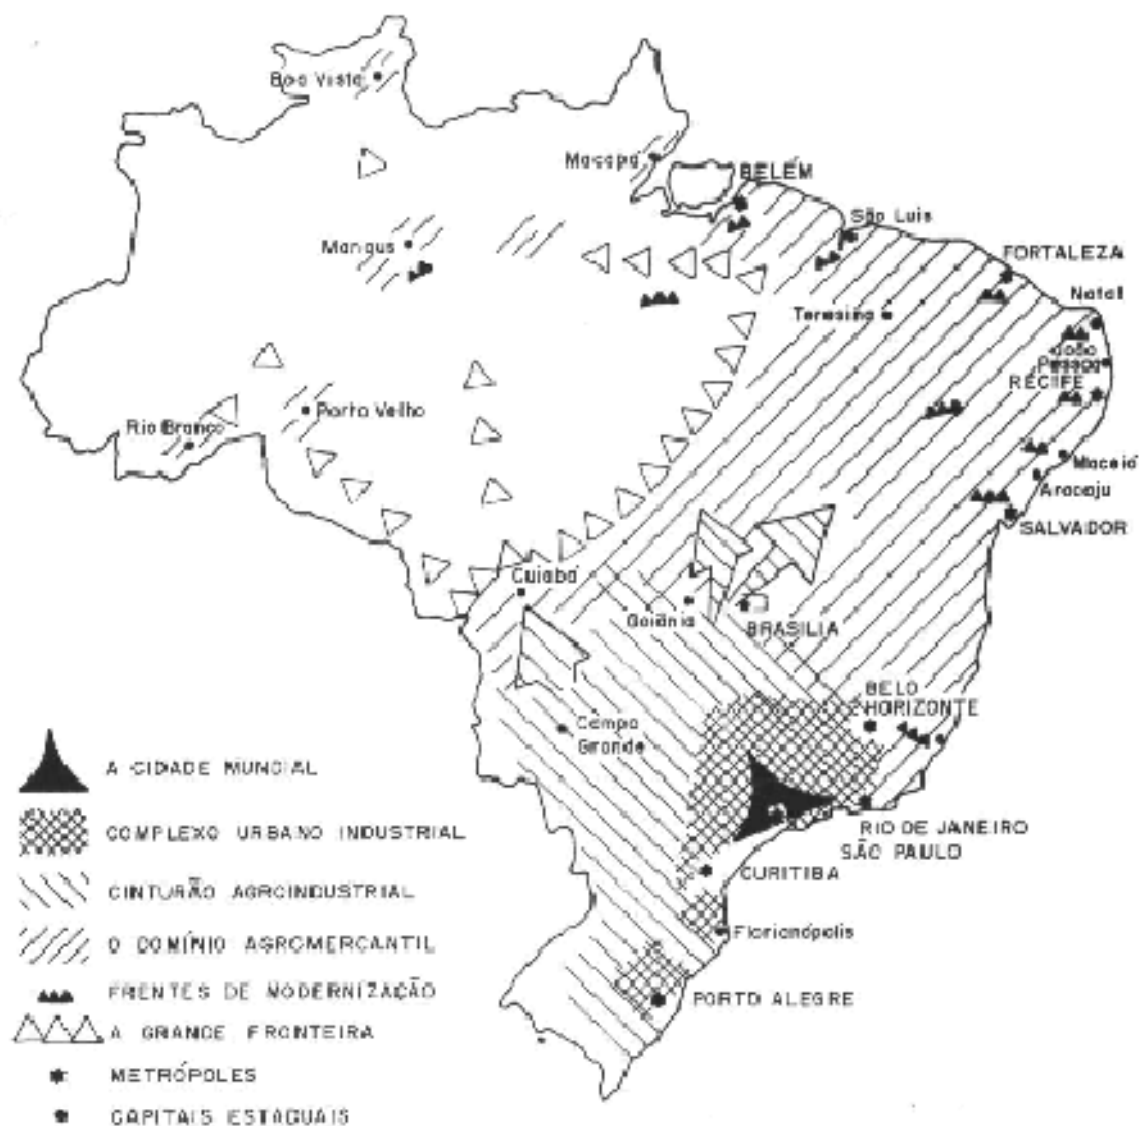 Boa Vista
Macapá
BELÉM
São Luis
Manaus
FORTALEZA
Natal
Teresina
João
Pessoa
RECIFE
Rio Branco
Porto Velho
Maceió
Aracaju
SALVADOR
Cuiabá
Goiânia
BRASÍLIA
BELO
HORIZONTE
Campo
Grande
RIO DE JANEIRO
SÃO PAULO
CURITIBA
Florianópolis
PORTO ALEGRE
A CIDADE MUNDIAL
COMPLEXO URBANO INDUSTRIAL
CINTURÃO AGROINDUSTRIAL
O DOMÍNIO AGROMERCANTIL
FRENTES DE MODERNIZAÇÃO
A GRANDE FRONTEIRA
METRÓPOLES
CAPITAIS ESTAGUAIS